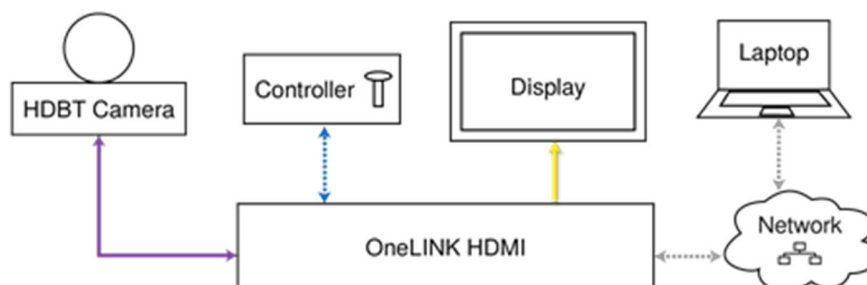 HDBT Camera
Controller
Display
Laptop
OneLINK HDMI
Network